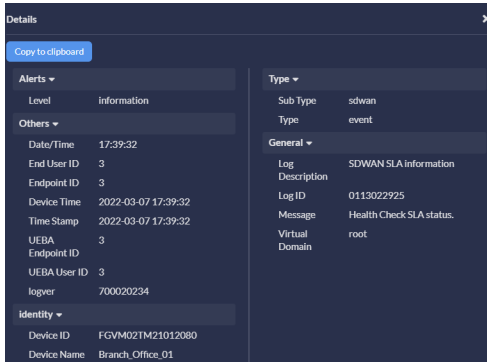 Details
Copy to clipboard
Alerts
Level information
Others
Date/Time 17:39:32
End User ID 3
Endpoint ID 3
Device Time 2022-03-07 17:39:32
Time Stamp 2022-03-07 17:39:32
UEBA 3
Endpoint ID
UEBA User ID 3
logver 700020234
identity
Device ID FGVM02TM21012080
Device Name Branch_Office_01
Type
Sub Type sdwan
Type event
General
Log SDWAN SLA information
Description
Log ID 0113022925
Message Health Check SLA status.
Virtual root
Domain